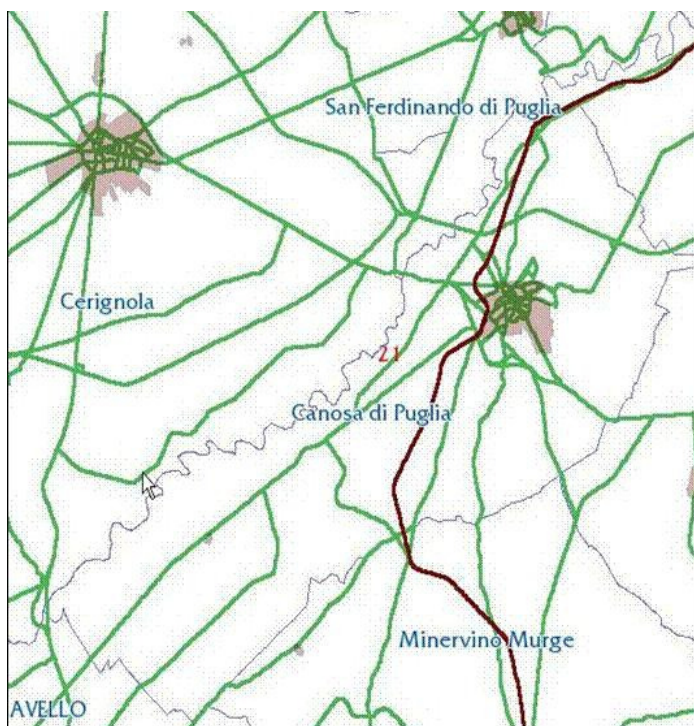 San Ferdinando di Puglia
Cerignola
21
Canosa di Puglia
Minervino Murge
AVELLO